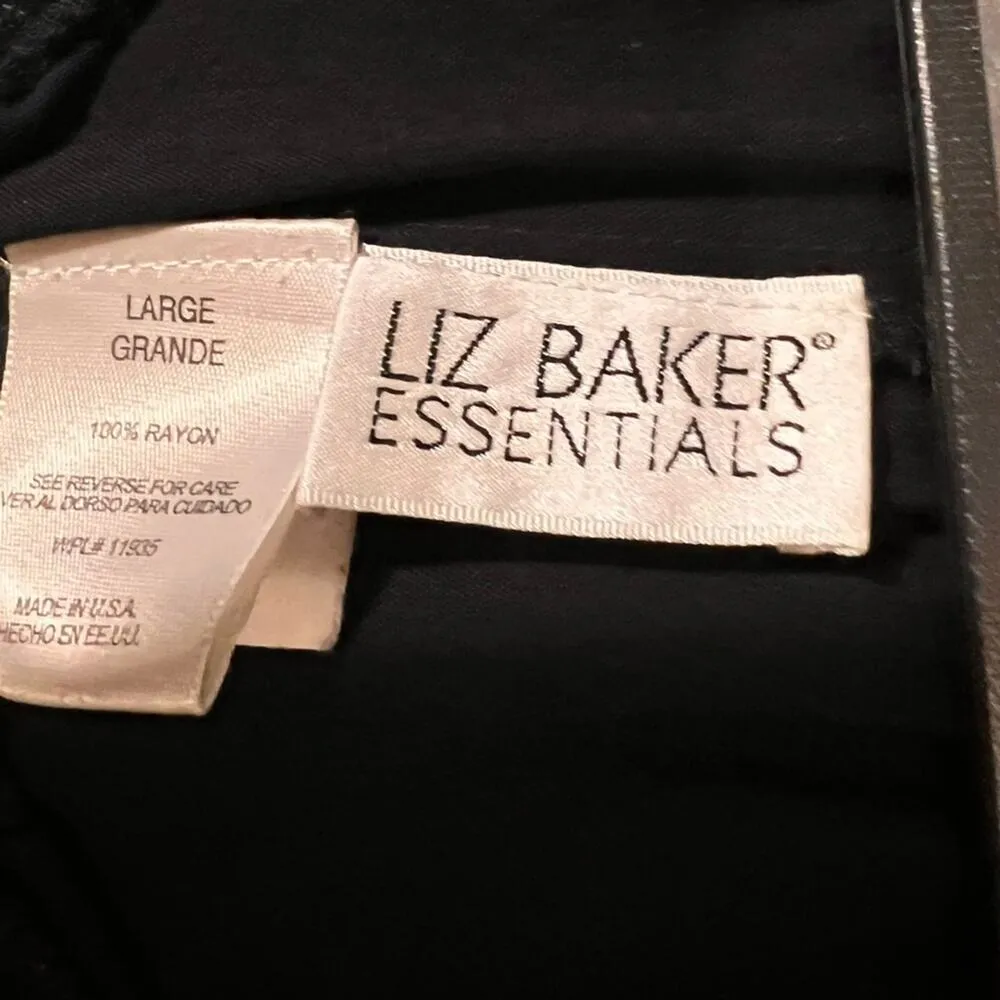 LARGE
GRANDE
100% RAYON
SEE REVERSE FOR CARE
VER AL DORSO PARA CUIDADO
WPL# 11935
MADE IN U.S.A.
HECHO EN EE.UU.
LIZ BAKER®
ESSENTIALS